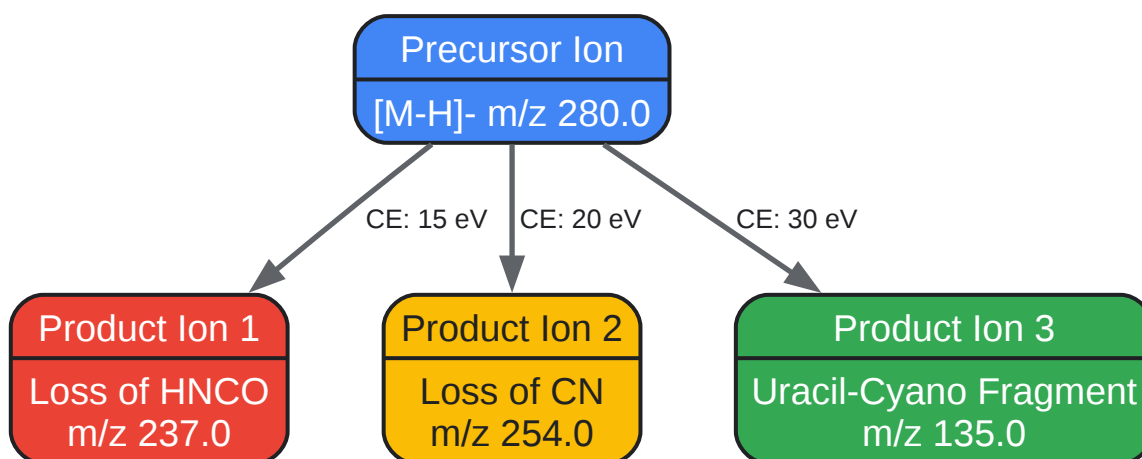 Precursor Ion
[M-H]- m/z 280.0
CE: 15 eV
CE: 20 eV
CE: 30 eV
Product Ion 1
Loss of HNCO
m/z 237.0
Product Ion 2
Loss of CN
m/z 254.0
Product Ion 3
Uracil-Cyano Fragment
m/z 135.0